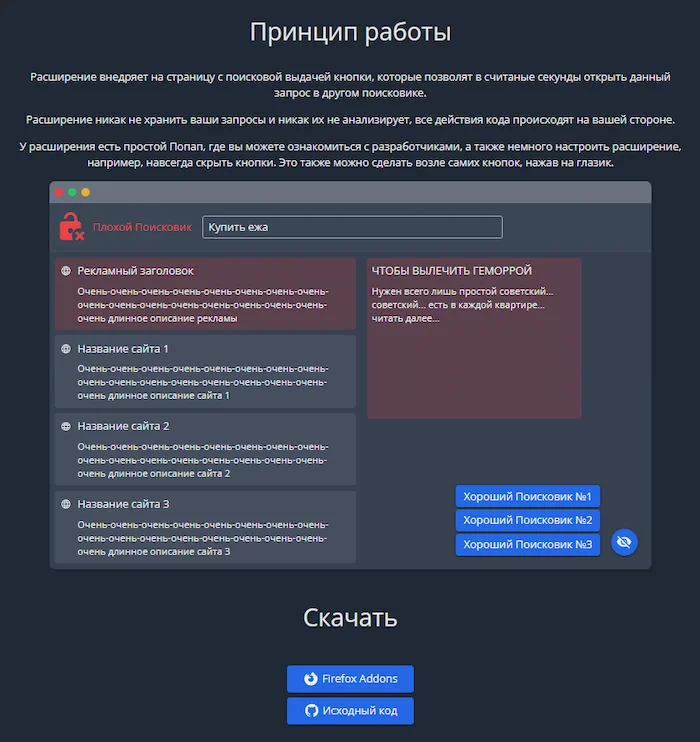 Принцип работы
Расширение внедряет на страницу с поисковой выдачей кнопки, которые позволят в считаные секунды открыть данный
запрос в другом поисковике.
Расширение никак не хранить ваши запросы и никак их не анализирует, все действия кода происходят на вашей стороне.
У расширения есть простой Попап, где вы можете ознакомиться с разработчиками, а также немного настроить расширение,
например, навсегда скрыть кнопки. Это также можно сделать возле самих кнопок, нажав на глазик.
Плохой Поисковик
Купить ежа
Рекламный заголовок
Очень-очень-очень-очень-очень-очень-очень-
очень-очень-очень-очень-очень-очень-очень-
очень длинное описание рекламы
ЧТОБЫ ВЫЛЕЧИТЬ ГЕМОРРОЙ
Нужен всего лишь простой советский...
советский... есть в каждой квартире...
читать далее...
Название сайта 1
Очень-очень-очень-очень-очень-очень-очень-
очень-очень-очень-очень-очень-очень-очень-
очень длинное описание сайта 1
Название сайта 2
Очень-очень-очень-очень-очень-очень-очень-
очень-очень-очень-очень-очень-очень-очень-
очень длинное описание сайта 2
Название сайта 3
Очень-очень-очень-очень-очень-очень-очень-
очень-очень-очень-очень-очень-очень-очень-
очень длинное описание сайта 3
Хороший Поисковик №1
Хороший Поисковик №2
Хороший Поисковик №3
Скачать
Firefox Addons
Исходный код